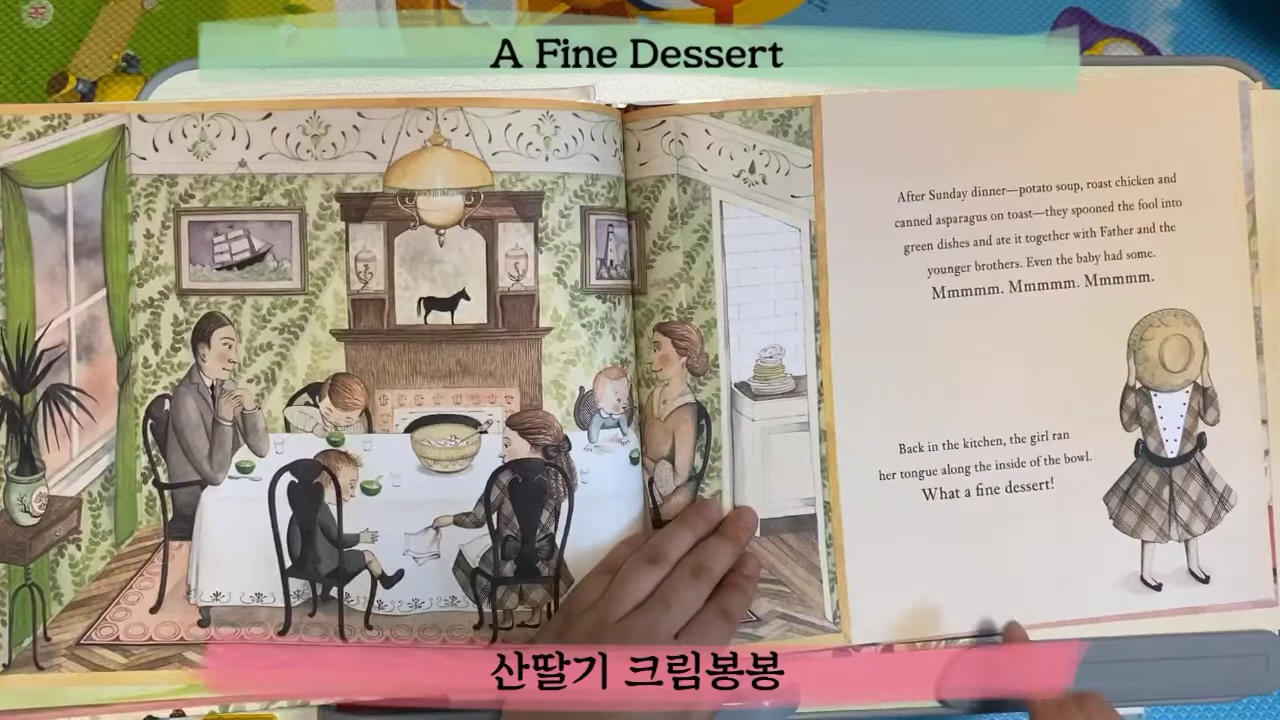 A Fine Dessert
After Sunday dinner—potato soup, roast chicken and
canned asparagus on toast—they spooned the fool into
green dishes and ate it together with Father and the
younger brothers. Even the baby had some.
Mmmmm. Mmmmm. Mmmmm.
Back in the kitchen, the girl ran
her tongue along the inside of the bowl.
What a fine dessert!
산딸기 크림봉봉